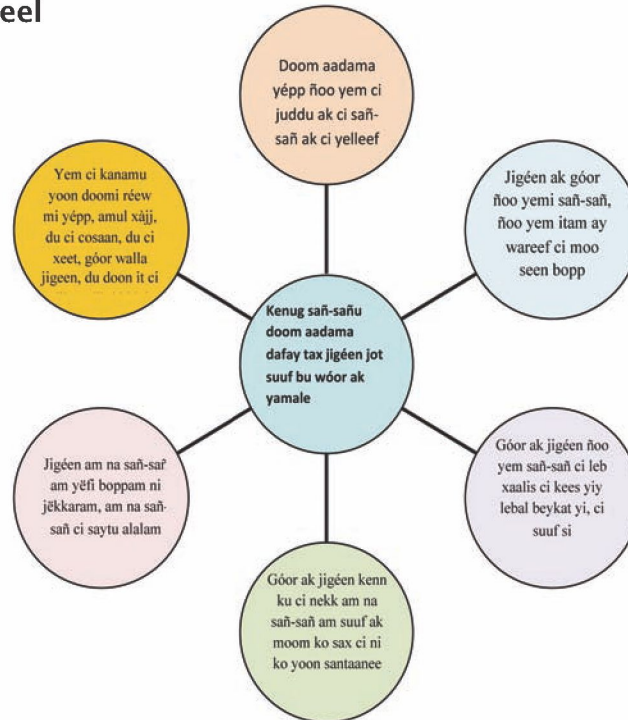 eel
Doom aadama
yépp ñoo yem ci
juddu ak ci sañ-
sañ ak ci yelleef
Jigéen ak góor
ñoo yemi sañ-sañ,
ñoo yem itam ay
wareef ci moo
seen bopp
Góor ak jigéen ñoo
yem sañ-sañ ci leb
xaalis ci kees yiy
lebal beykat yi, ci
suuf si
Góor ak jigéen kenn
ku ci nekk am na
sañ-sañ am suuf ak
moom ko sax ci ni
ko yoon santaanee
Jigéen am na sañ-sañ
am yëfi boppam ni
jëkkaram, am na sañ-
sañ ci saytu alalam
Yem ci kanamu
yoon doomi réew
mi yépp, amul xàjj,
du ci cosaan, du ci
xeet, góor walla
jigeen, du doon it ci
Kenug sañ-sañu
doom aadama
dafay tax jigéen jot
suuf bu wóor ak
yamale